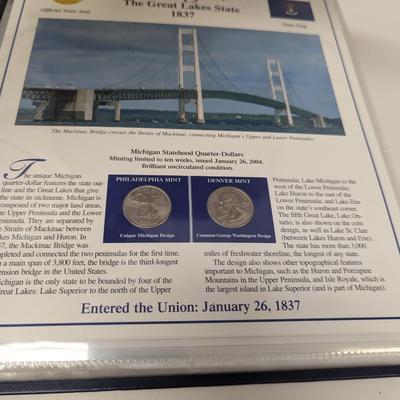 Official State Seal
The Great Lakes State
1837
State Flag
The Mackinac Bridge crosses the Straits of Mackinac, connecting Michigan's Upper and Lower Peninsulas.
Michigan Statehood Quarter-Dollars
Minting limited to ten weeks, issued January 26, 2004.
Brilliant uncirculated condition.
The unique Michigan
quarter-dollar features the state out-
line and the Great Lakes that give
the state its nickname. Michigan is
composed of two major land areas,
the Upper Peninsula and the Lower
Peninsula. They are separated by
the Straits of Mackinac between
Lakes Michigan and Huron. In
57, the Mackinac Bridge was
pleted and connected the two peninsulas for the first time.
h a main span of 3,800 feet, the bridge is the third-longest
ension bridge in the United States.
Michigan is the only state to be bounded by four of the
Great Lakes: Lake Superior to the north of the Upper
PHILADELPHIA MINT
Unique Michigan Design
DENVER MINT
Common George Washington Design
Peninsula; Lake Michigan to the
west of the Lower Peninsula;
Lake Huron to the east of the
Lower Peninsula; and Lake Erie
on the state's southeast corner.
The fifth Great Lake, Lake On-
tario, is also shown on the coin
design, as well as Lake St. Clair
(between Lakes Huron and Erie).
The state has more than 3,000
miles of freshwater shoreline, the longest of any state.
The design also shows other topographical features
important to Michigan, such as the Huron and Porcupine
Mountains in the Upper Peninsula, and Isle Royale, which is
the largest island in Lake Superior (and is part of Michigan).
Entered the Union: January 26, 1837